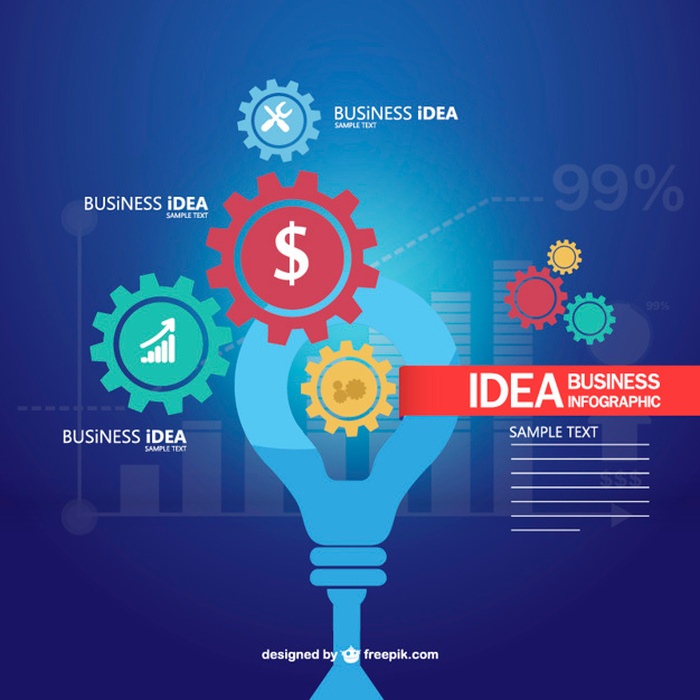 BUSiNESS iDEA
SAMPLE TEXT
99%
BUSiNESS iDEA
SAMPLE TEXT
$
99%
IDEA BUSINESS INFOGRAPHIC
BUSiNESS iDEA
SAMPLE TEXT
SAMPLE TEXT
$$$
designed by freepik.com